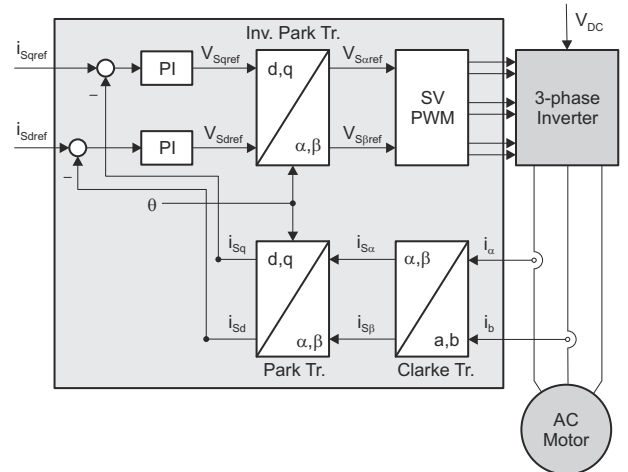 Inv. Park Tr.
V_DC
i_Sqref
PI
V_Sqref
d,q
V_Sαref
SV
PWM
3-phase
Inverter
−
i_Sdref
PI
V_Sdref
α,β
V_Sβref
−
θ
i_Sq
d,q
i_Sα
α,β
i_α
i_Sd
α,β
i_Sβ
a,b
i_b
Park Tr.
Clarke Tr.
AC
Motor